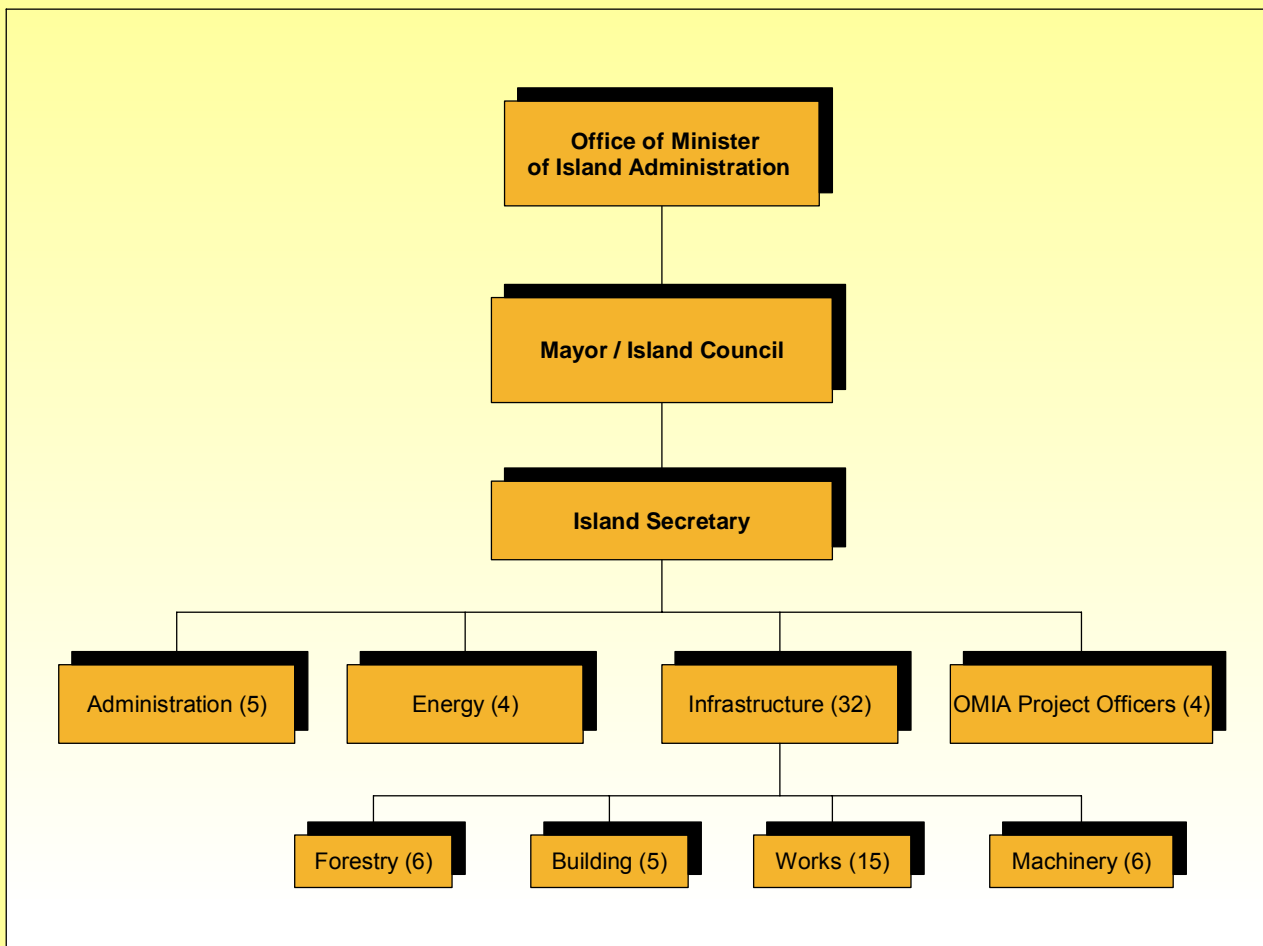 Office of Minister
of Island Administration
Mayor / Island Council
Island Secretary
Administration (5)
Energy (4)
Infrastructure (32)
OMIA Project Officers (4)
Forestry (6)
Building (5)
Works (15)
Machinery (6)